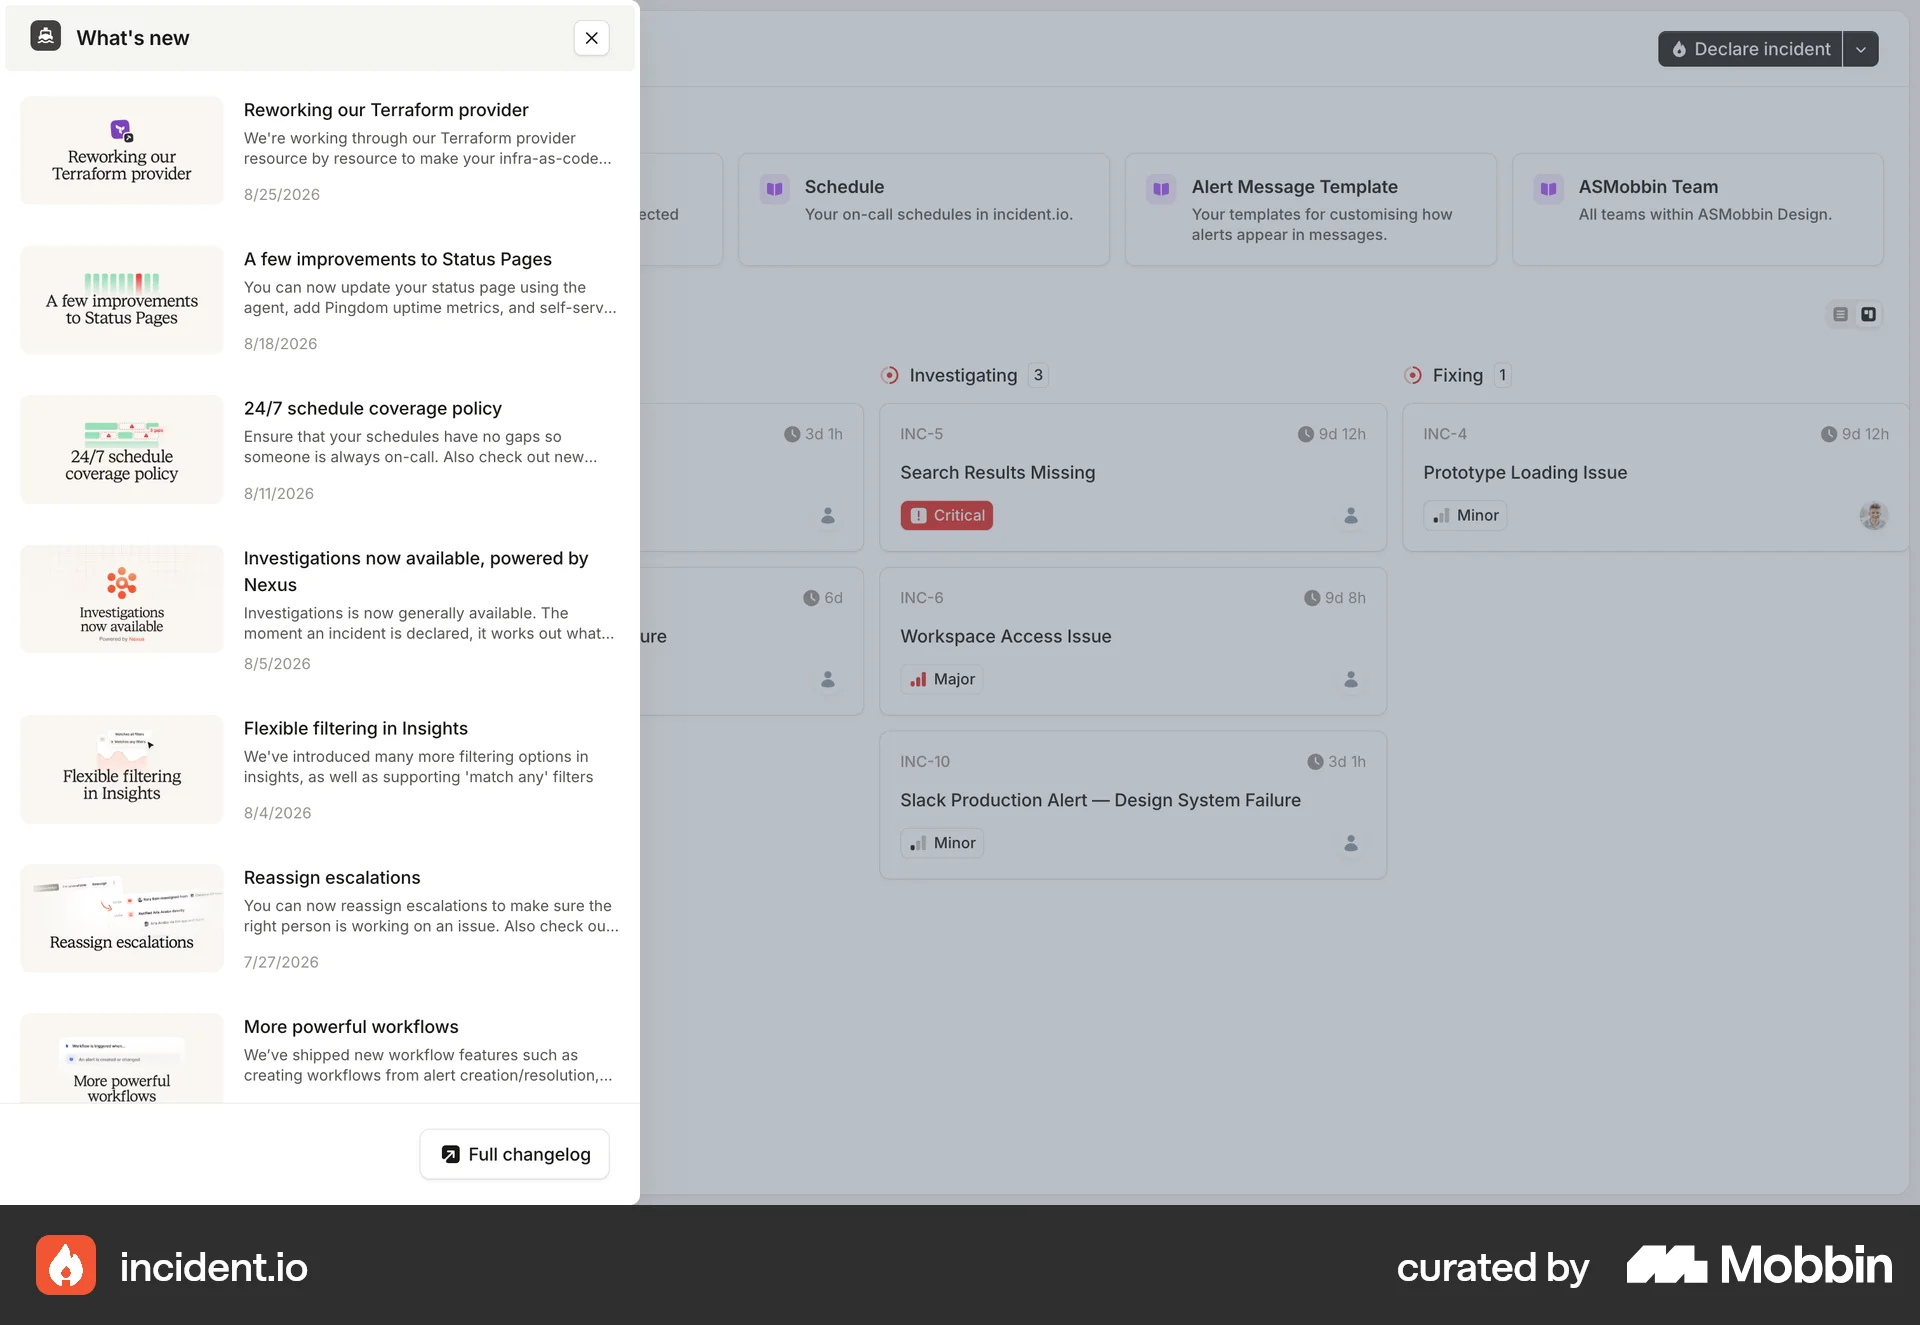 What's new
Declare incident
Reworking our
Terraform provider
Reworking our Terraform provider
We're working through our Terraform provider
resource by resource to make your infra-as-code...
8/25/2026
A few improvements
to Status Pages
A few improvements to Status Pages
You can now update your status page using the
agent, add Pingdom uptime metrics, and self-serv...
8/18/2026
24/7 schedule
coverage policy
24/7 schedule coverage policy
Ensure that your schedules have no gaps so
someone is always on-call. Also check out new...
8/11/2026
Investigations
now available
Powered by Nexus
Investigations now available, powered by
Nexus
Investigations is now generally available. The
moment an incident is declared, it works out what...
8/5/2026
Flexible filtering
in Insights
Flexible filtering in Insights
We've introduced many more filtering options in
insights, as well as supporting 'match any' filters
8/4/2026
Reassign escalations
Reassign escalations
You can now reassign escalations to make sure the
right person is working on an issue. Also check ou...
7/27/2026
Workflow is triggered when...
An alert is created or changed
More powerful
workflows
More powerful workflows
We've shipped new workflow features such as
creating workflows from alert creation/resolution,...
Full changelog
ected
Schedule
Your on-call schedules in incident.io.
Alert Message Template
Your templates for customising how
alerts appear in messages.
ASMobbin Team
All teams within ASMobbin Design.
3d 1h
6d
ure
Investigating 3
INC-5 9d 12h
Search Results Missing
Critical
INC-6 9d 8h
Workspace Access Issue
Major
INC-10 3d 1h
Slack Production Alert — Design System Failure
Minor
Fixing 1
INC-4 9d 12h
Prototype Loading Issue
Minor
incident.io
curated by Mobbin